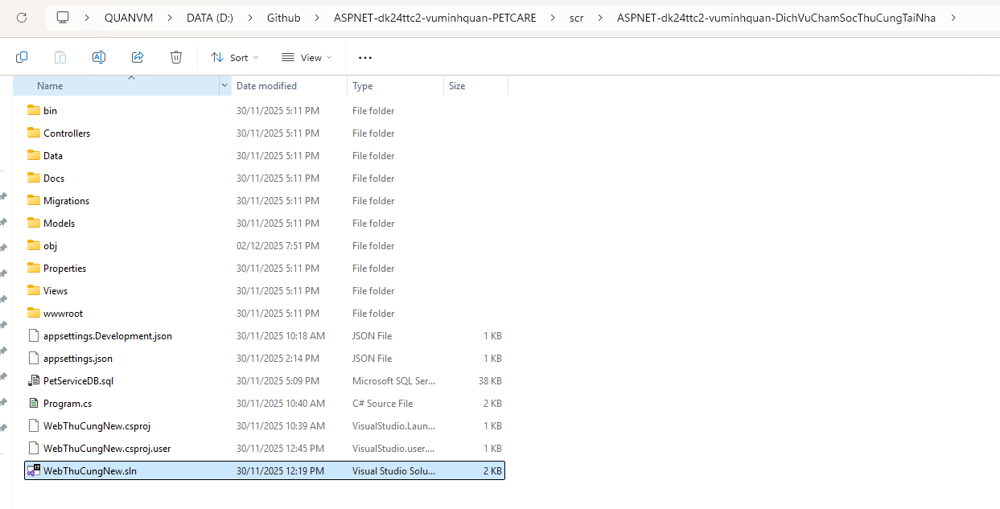 QUANVM > DATA (D:) > Github > ASPNET-dk24ttc2-vuminhquan-PETCARE > scr > ASPNET-dk24ttc2-vuminhquan-DichVuChamSocThuCungTaiNha >
Sort View ...
Name Date modified Type Size
bin 30/11/2025 5:11 PM File folder
Controllers 30/11/2025 5:11 PM File folder
Data 30/11/2025 5:11 PM File folder
Docs 30/11/2025 5:11 PM File folder
Migrations 30/11/2025 5:11 PM File folder
Models 30/11/2025 5:11 PM File folder
obj 02/12/2025 7:51 PM File folder
Properties 30/11/2025 5:11 PM File folder
Views 30/11/2025 5:11 PM File folder
wwwroot 30/11/2025 5:11 PM File folder
appsettings.Development.json 30/11/2025 10:18 AM JSON File 1 KB
appsettings.json 30/11/2025 2:14 PM JSON File 1 KB
PetServiceDB.sql 30/11/2025 5:09 PM Microsoft SQL Ser... 38 KB
Program.cs 30/11/2025 10:40 AM C# Source File 2 KB
WebThuCungNew.csproj 30/11/2025 10:39 AM VisualStudio.Laun... 1 KB
WebThuCungNew.csproj.user 30/11/2025 12:45 PM VisualStudio.user.... 1 KB
WebThuCungNew.sln 30/11/2025 12:19 PM Visual Studio Solu... 2 KB